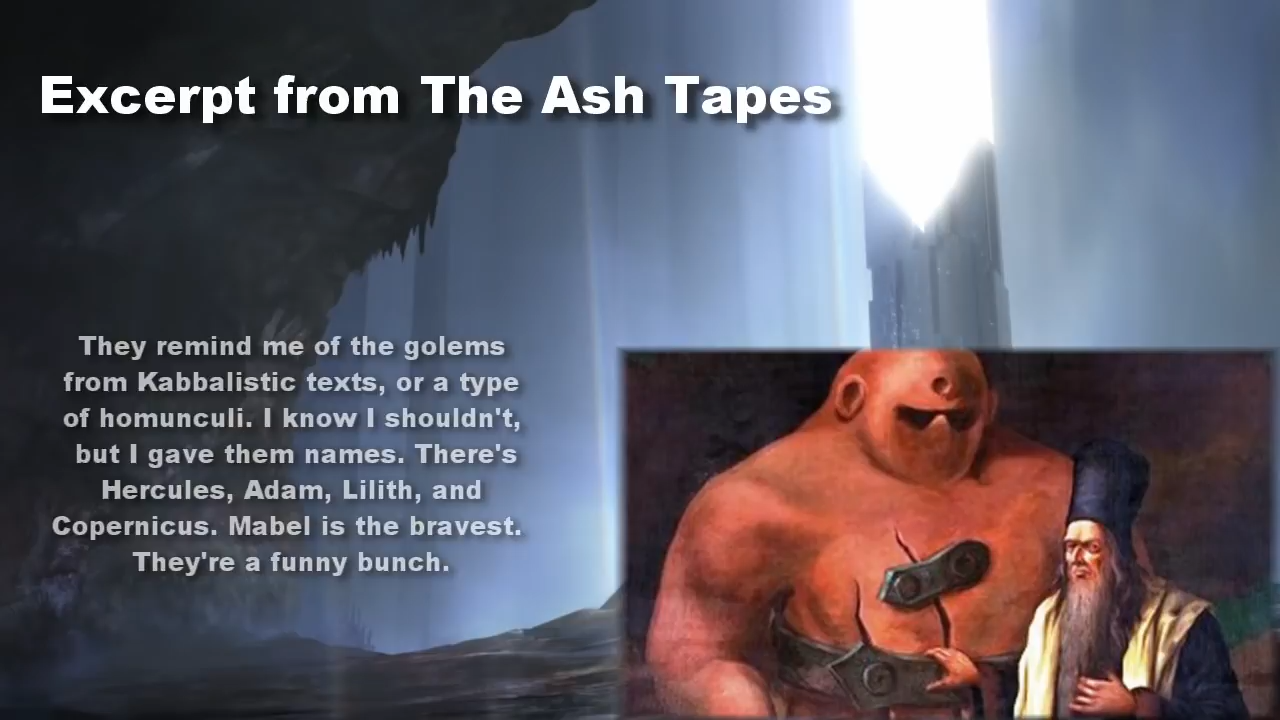 Excerpt from The Ash Tapes
They remind me of the golems
from Kabbalistic texts, or a type
of homunculi. I know I shouldn't,
but I gave them names. There's
Hercules, Adam, Lilith, and
Copernicus. Mabel is the bravest.
They're a funny bunch.